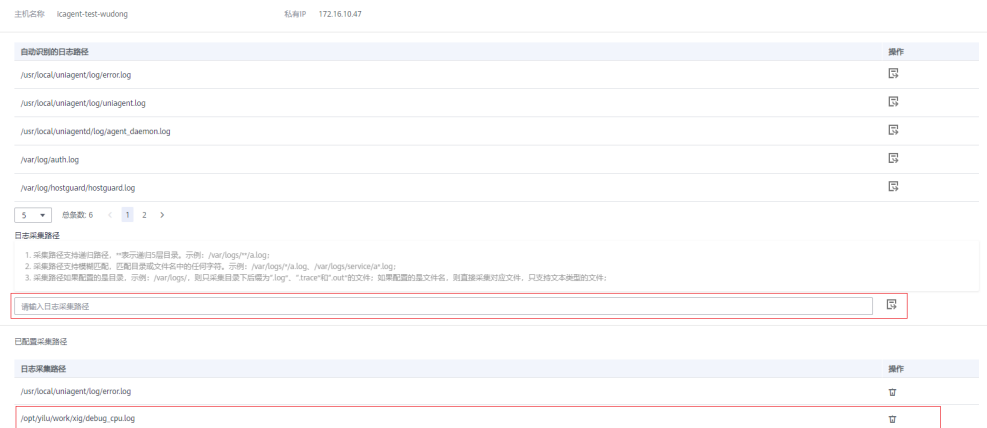 主机名称 icagent-test-wudong 私有IP 172.16.10.47
自动识别的日志路径 操作
/usr/local/uniagent/log/error.log
/usr/local/uniagent/log/uniagent.log
/usr/local/uniagentd/log/agent_daemon.log
/var/log/auth.log
/var/log/hostguard/hostguard.log
5 总条数: 6 < 1 2 >
日志采集路径
1. 采集路径支持递归路径，**表示递归5层目录。示例：/var/logs/**/a.log；
2. 采集路径支持模糊匹配，匹配目录或文件名中的任何字符。示例：/var/logs/*/a.log，/var/logs/service/a*.log；
3. 采集路径如果配置的是目录，示例：/var/logs/，则只采集目录下后缀为".log"、".trace"和".out"的文件；如果配置的是文件名，则直接采集对应文件，只支持文本类型的文件；
请输入日志采集路径
已配置采集路径
日志采集路径 操作
/usr/local/uniagent/log/error.log
/opt/yilu/work/xig/debug_cpu.log